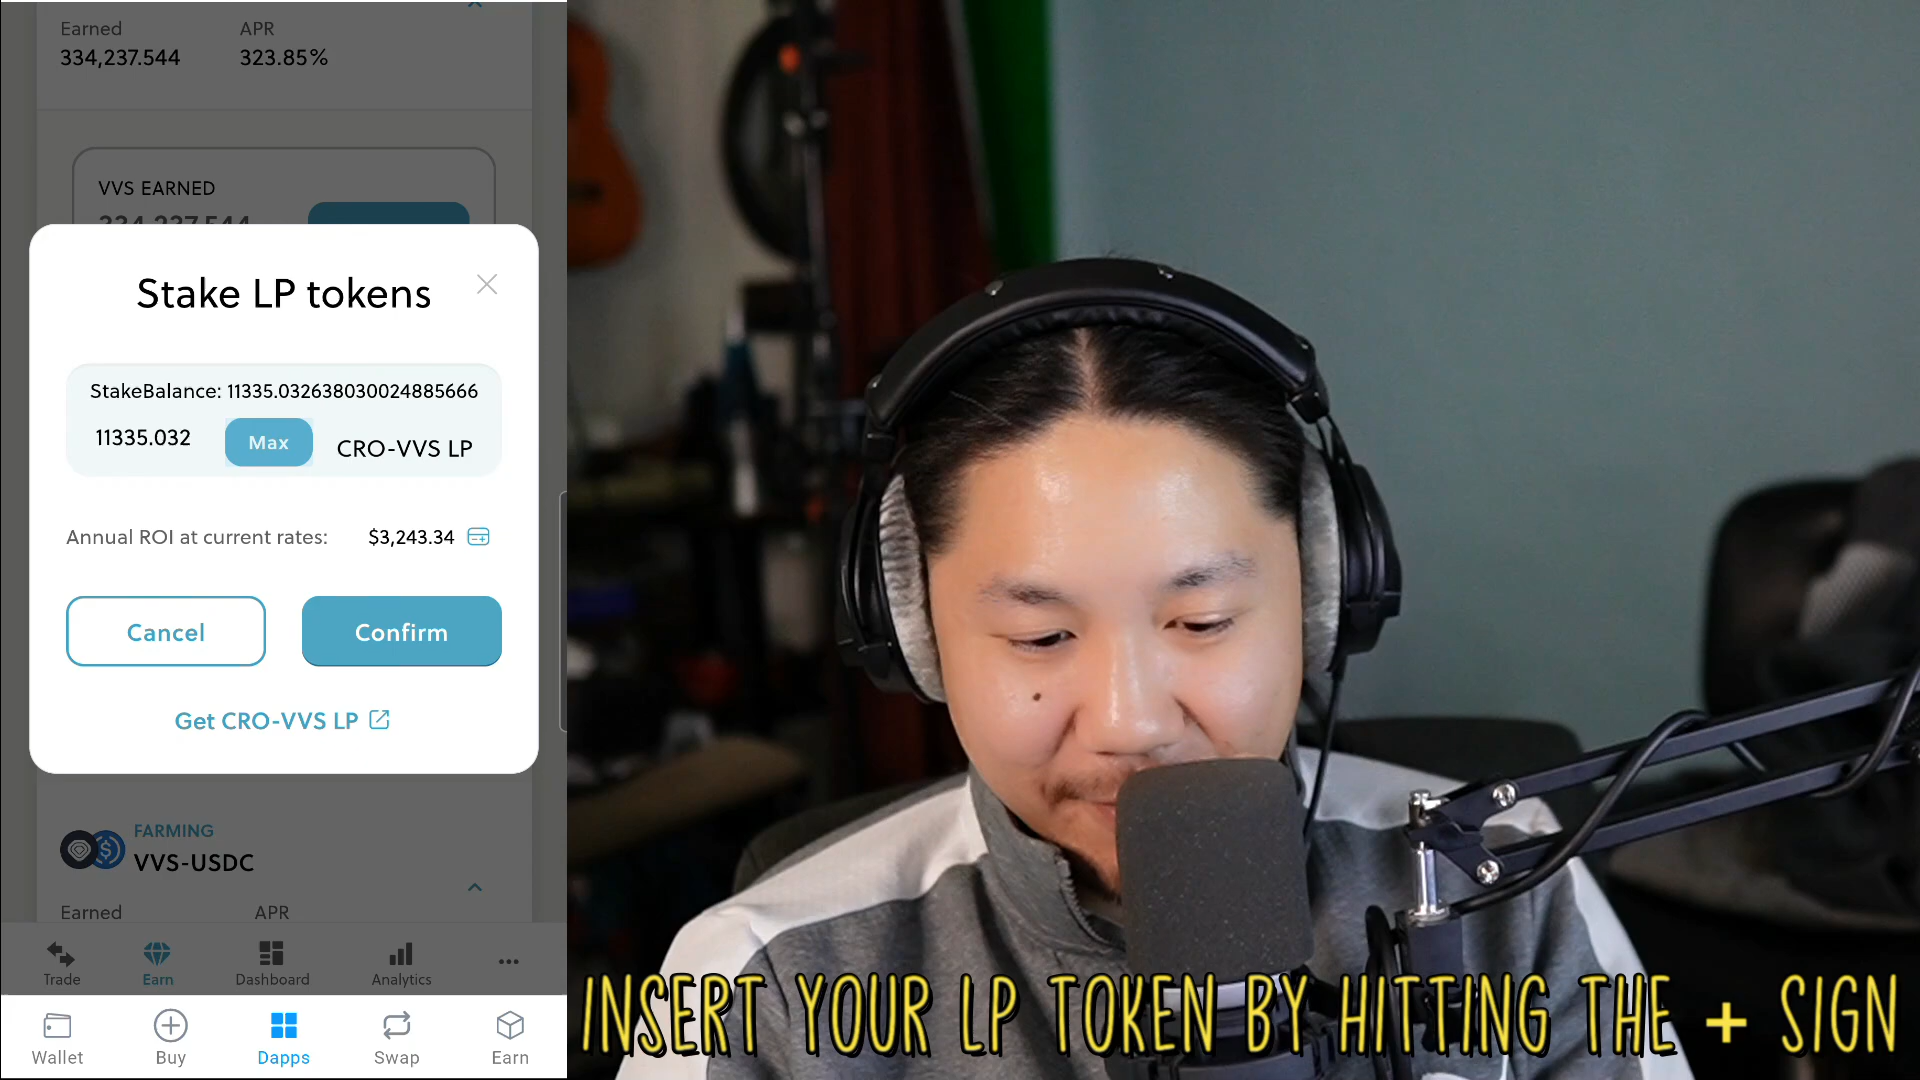 Earned
APR
334,237.544
323.85%
VVS EARNED
334,237.544
Stake LP tokens
StakeBalance: 11335.032638030024885666
11335.032
Max
CRO-VVS LP
Annual ROI at current rates:
$3,243.34
Cancel
Confirm
Get CRO-VVS LP
FARMING
VVS-USDC
Earned
APR
Trade
Earn
Dashboard
Analytics
Wallet
Buy
Dapps
Swap
Earn
INSERT YOUR LP TOKEN BY HITTING THE + SIGN